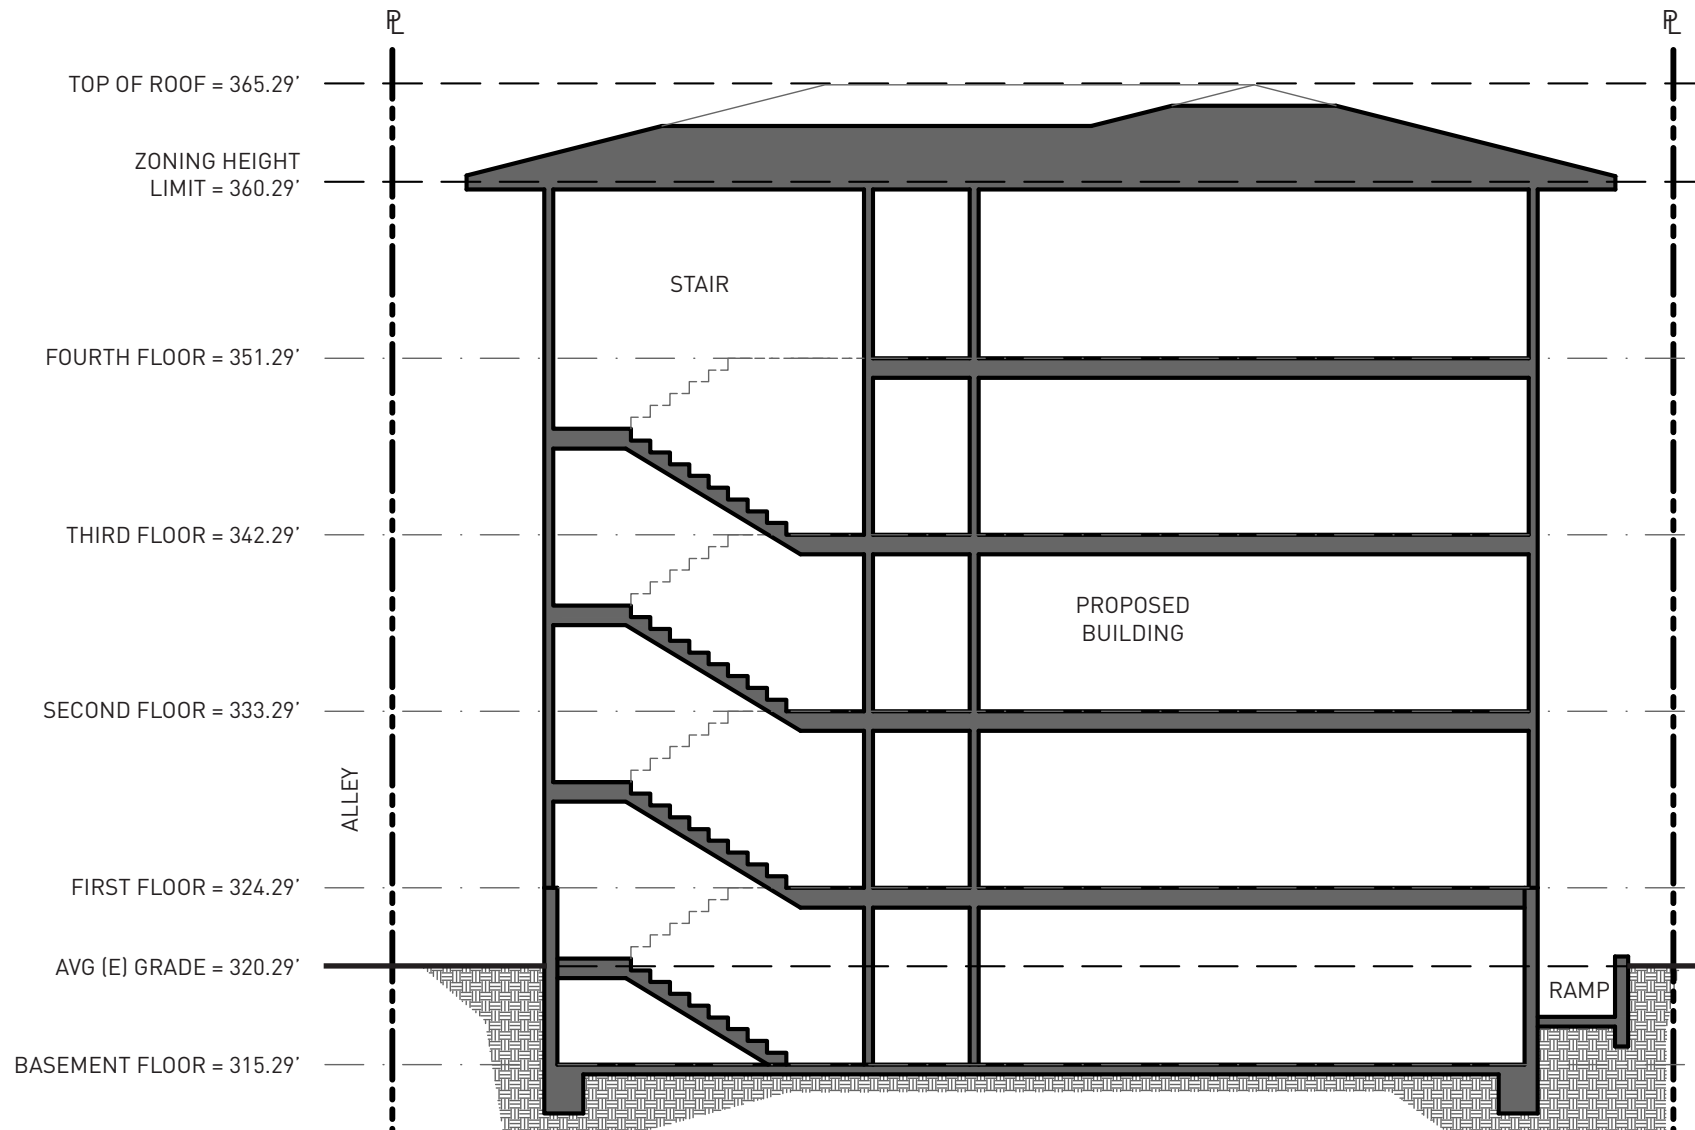 PL
PL
TOP OF ROOF = 365.29'
ZONING HEIGHT
LIMIT = 360.29'
STAIR
FOURTH FLOOR = 351.29'
THIRD FLOOR = 342.29'
PROPOSED
BUILDING
SECOND FLOOR = 333.29'
ALLEY
FIRST FLOOR = 324.29'
AVG (E) GRADE = 320.29'
RAMP
BASEMENT FLOOR = 315.29'